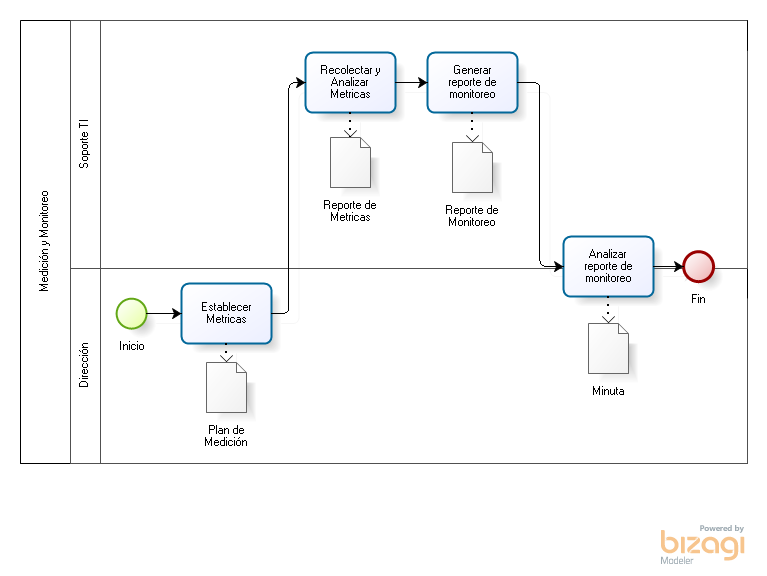 Medición y Monitoreo
Soporte TI
Recolectar y
Analizar
Metricas
Generar
reporte de
monitoreo
Reporte de
Metricas
Reporte de
Monitoreo
Analizar
reporte de
monitoreo
Fin
Minuta
Dirección
Inicio
Establecer
Metricas
Plan de
Medición
Powered by
bizagi
Modeler